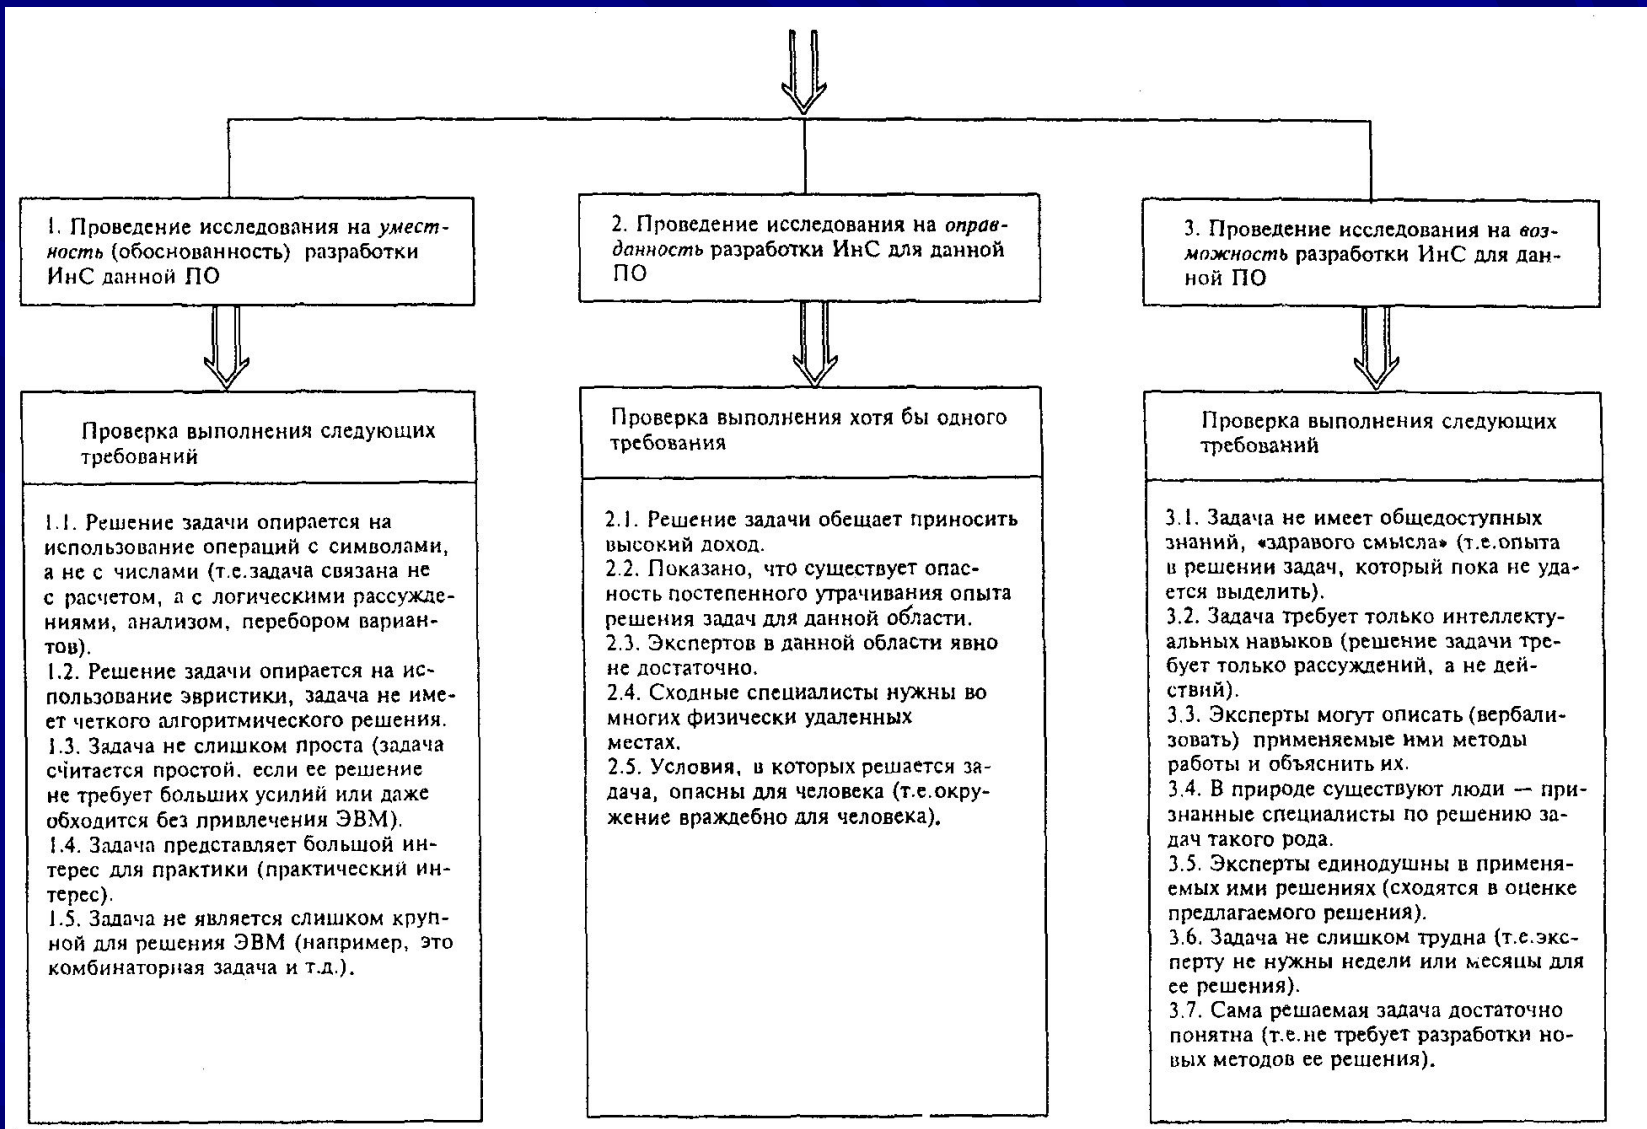 1. Проведение исследования на умест-
ность (обоснованность) разработки
ИнС данной ПО
Проверка выполнения следующих
требований
1.1. Решение задачи опирается на
использование операций с символами,
а не с числами (т.е.задача связана не
с расчетом, а с логическими рассужде-
ниями, анализом, перебором вариан-
тов).
1.2. Решение задачи опирается на ис-
пользование эвристики, задача не име-
ет четкого алгоритмического решения.
1.3. Задача не слишком проста (задача
считается простой. если ее решение
не требует больших усилий или даже
обходится без привлечения ЭВМ).
1.4. Задача представляет большой ин-
терес для практики (практический ин-
терес).
1.5. Задача не является слишком круп-
ной для решения ЭВМ (например, это
комбинаторная задача и т.д.).
2. Проведение исследования на оправ-
данность разработки ИнС для данной
ПО
Проверка выполнения хотя бы одного
требования
2.1. Решение задачи обещает приносить
высокий доход.
2.2. Показано, что существует опас-
ность постепенного утрачивания опыта
решения задач для данной области.
2.3. Экспертов в данной области явно
не достаточно.
2.4. Сходные специалисты нужны во
многих физически удаленных
местах.
2.5. Условия, в которых решается за-
дача, опасны для человека (т.е.окру-
жение враждебно для человека).
3. Проведение исследования на воз-
можность разработки ИнС для дан-
ной ПО
Проверка выполнения следующих
требований
3.1. Задача не имеет общедоступных
знаний, «здравого смысла» (т.е.опыта
в решении задач, который пока не уда-
ется выделить).
3.2. Задача требует только интеллекту-
альных навыков (решение задачи тре-
бует только рассуждений, а не дей-
ствий).
3.3. Эксперты могут описать (вербали-
зовать) применяемые ими методы
работы и объяснить их.
3.4. В природе существуют люди — при-
знанные специалисты по решению за-
дач такого рода.
3.5. Эксперты единодушны в применя-
емых ими решениях (сходятся в оценке
предлагаемого решения).
3.6. Задача не слишком трудна (т.е.экс-
перту не нужны недели или месяцы для
ее решения).
3.7. Сама решаемая задача достаточно
понятна (т.е.не требует разработки но-
вых методов ее решения).